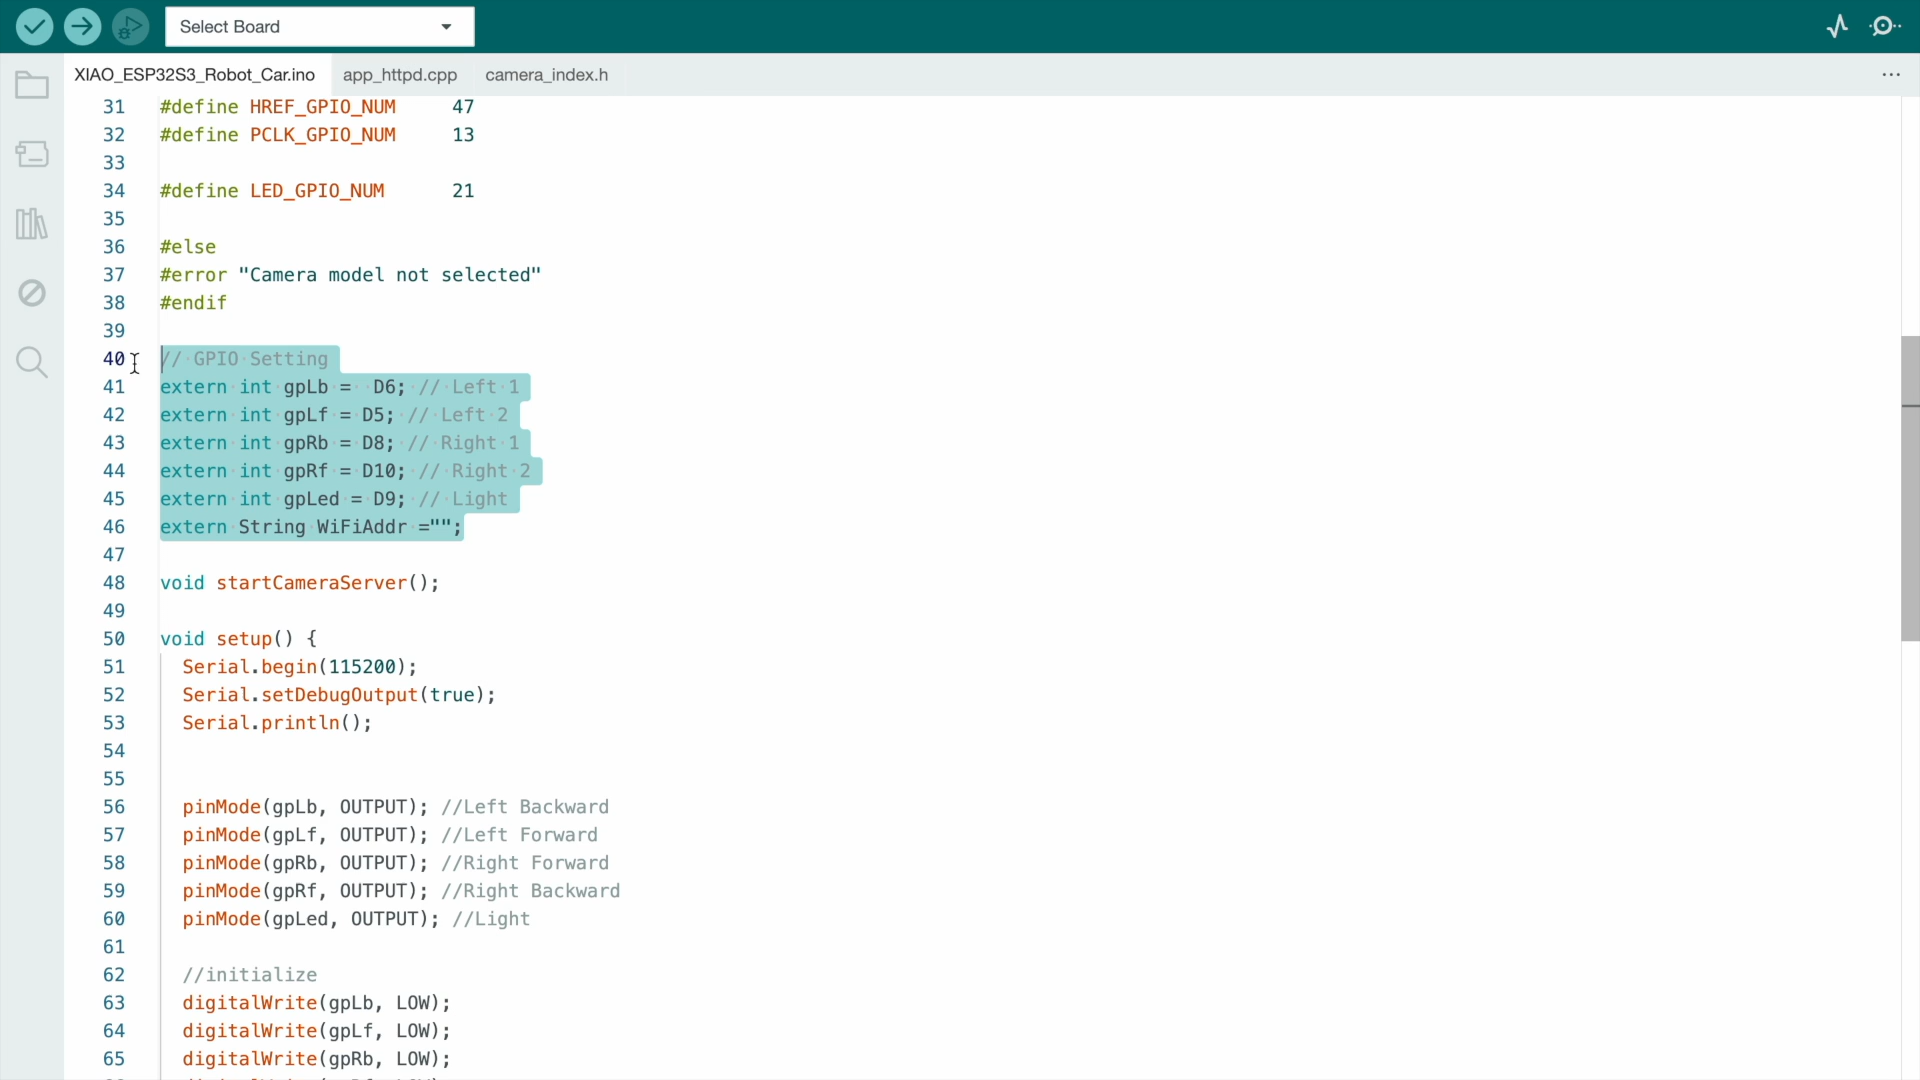 Select Board
XIAO_ESP32S3_Robot_Car.ino app_httpd.cpp camera_index.h
31 #define HREF_GPIO_NUM     47
32 #define PCLK_GPIO_NUM     13
33
34 #define LED_GPIO_NUM      21
35
36 #else
37 #error "Camera model not selected"
38 #endif
39
40 // GPIO Setting
41 extern int gpLb =  D6; // Left 1
42 extern int gpLf = D5; // Left 2
43 extern int gpRb = D8; // Right 1
44 extern int gpRf = D10; // Right 2
45 extern int gpLed = D9; // Light
46 extern String WiFiAddr ="";
47
48 void startCameraServer();
49
50 void setup() {
51   Serial.begin(115200);
52   Serial.setDebugOutput(true);
53   Serial.println();
54
55
56   pinMode(gpLb, OUTPUT); //Left Backward
57   pinMode(gpLf, OUTPUT); //Left Forward
58   pinMode(gpRb, OUTPUT); //Right Forward
59   pinMode(gpRf, OUTPUT); //Right Backward
60   pinMode(gpLed, OUTPUT); //Light
61
62   //initialize
63   digitalWrite(gpLb, LOW);
64   digitalWrite(gpLf, LOW);
65   digitalWrite(gpRb, LOW);